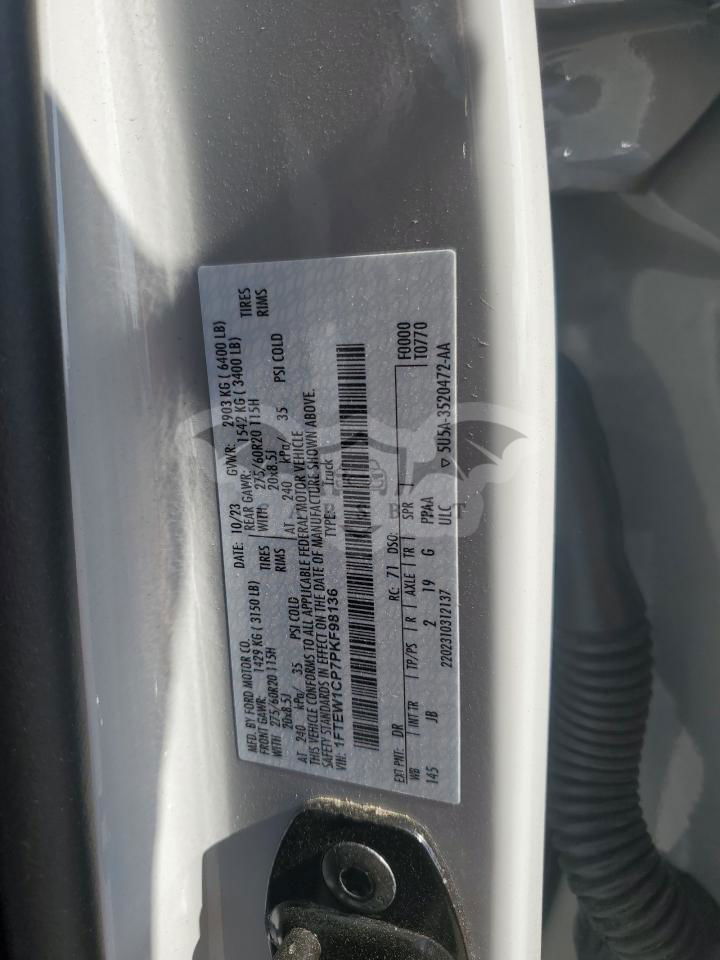 MFD. BY FORD MOTOR CO. DATE: 10/23 GVWR: 2903 KG ( 6400 LB)
FRONT GAWR: 1429 KG ( 3150 LB) REAR GAWR: 1542 KG ( 3400 LB)
275/60R20 115H TIRES WITH 275/60R20 115H TIRES
20x8.5J RIMS 20x8.5J RIMS
AT 240 kPa/ 35 PSI COLD AT 240 kPa/ 35 PSI COLD
THIS VEHICLE CONFORMS TO ALL APPLICABLE FEDERAL MOTOR VEHICLE
SAFETY STANDARDS IN EFFECT ON THE DATE OF MANUFACTURE SHOWN ABOVE.
VIN: 1FTEW1CP7PKF98136 TYPE: Truck
EXT PNT: DR RC: 71 DSO: F0000
WB INT TR TP/PS R AXLE TR SPR T0770
145 JB 2 19 G PPAA
2202310312137 ULC ▽ 5U5A-3520472-AA